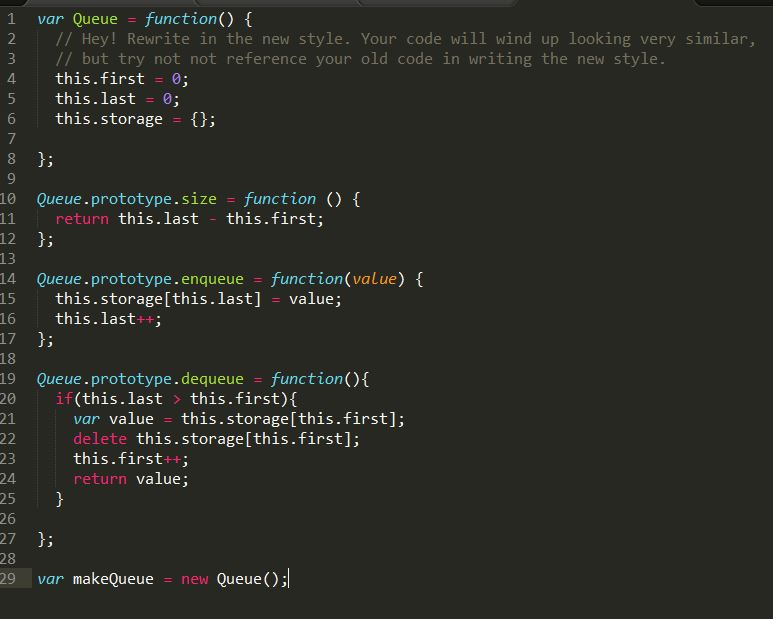 1 var Queue = function() {
2 // Hey! Rewrite in the new style. Your code will wind up looking very similar,
3 // but try not not reference your old code in writing the new style.
4 this.first = 0;
5 this.last = 0;
6 this.storage = {};
7
8 };
9
10 Queue.prototype.size = function () {
11 return this.last - this.first;
12 };
13
14 Queue.prototype.enqueue = function(value) {
15 this.storage[this.last] = value;
16 this.last++;
17 };
18
19 Queue.prototype.dequeue = function(){
20 if(this.last > this.first){
21 var value = this.storage[this.first];
22 delete this.storage[this.first];
23 this.first++;
24 return value;
25 }
26
27 };
28
29 var makeQueue = new Queue();